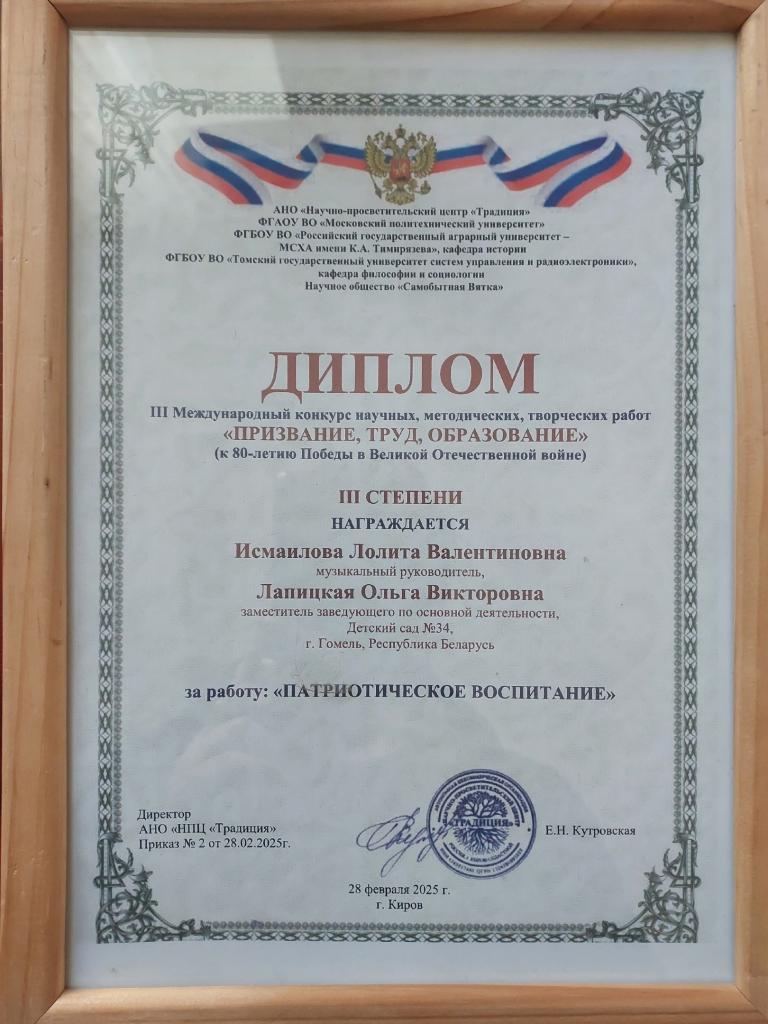 АНО «Научно-просветительский центр «Традиция»
ФГАОУ ВО «Московский политехнический университет»
ФГБОУ ВО «Российский государственный аграрный университет –
МСХА имени К.А. Тимирязева», кафедра истории
ФГБОУ ВО «Томский государственный университет систем управления и радиоэлектроники»,
кафедра философии и социологии
Научное общество «Самобытная Вятка»
ДИПЛОМ
III Международный конкурс научных, методических, творческих работ
«ПРИЗВАНИЕ, ТРУД, ОБРАЗОВАНИЕ»
(к 80-летию Победы в Великой Отечественной войне)
III СТЕПЕНИ
НАГРАЖДАЕТСЯ
Исмаилова Лолита Валентиновна
музыкальный руководитель,
Лапицкая Ольга Викторовна
заместитель заведующего по основной деятельности,
Детский сад №34,
г. Гомель, Республика Беларусь
за работу: «ПАТРИОТИЧЕСКОЕ ВОСПИТАНИЕ»
Директор
АНО «НПЦ «Традиция»
Приказ № 2 от 28.02.2025г.
«ТРАДИЦИЯ»
Е.Н. Кутровская
28 февраля 2025 г.
г. Киров